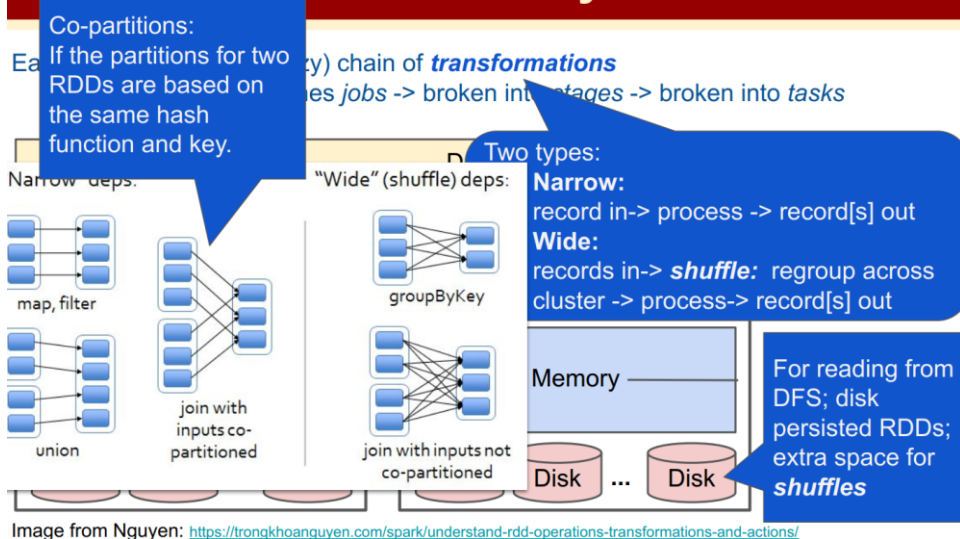 Co-partitions:
If the partitions for two
RDDs are based on
the same hash
function and key.
chain of transformations
jobs -> broken into stages -> broken into tasks
Two types:
Narrow:
record in-> process -> record[s] out
Wide:
records in-> shuffle: regroup across
cluster -> process-> record[s] out
"Narrow" deps:
"Wide" (shuffle) deps:
map, filter
groupByKey
union
join with
inputs co-
partitioned
join with inputs not
co-partitioned
Memory
Disk
...
Disk
For reading from
DFS; disk
persisted RDDs;
extra space for
shuffles
Image from Nguyen: https://trongkhoanguyen.com/spark/understand-rdd-operations-transformations-and-actions/